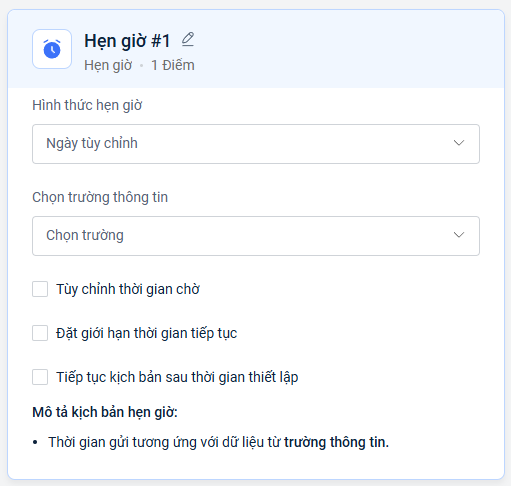 Hẹn giờ #1
Hẹn giờ • 1 Điểm
Hình thức hẹn giờ
Ngày tùy chỉnh
Chọn trường thông tin
Chọn trường
Tùy chỉnh thời gian chờ
Đặt giới hạn thời gian tiếp tục
Tiếp tục kịch bản sau thời gian thiết lập
Mô tả kịch bản hẹn giờ:
• Thời gian gửi tương ứng với dữ liệu từ trường thông tin.